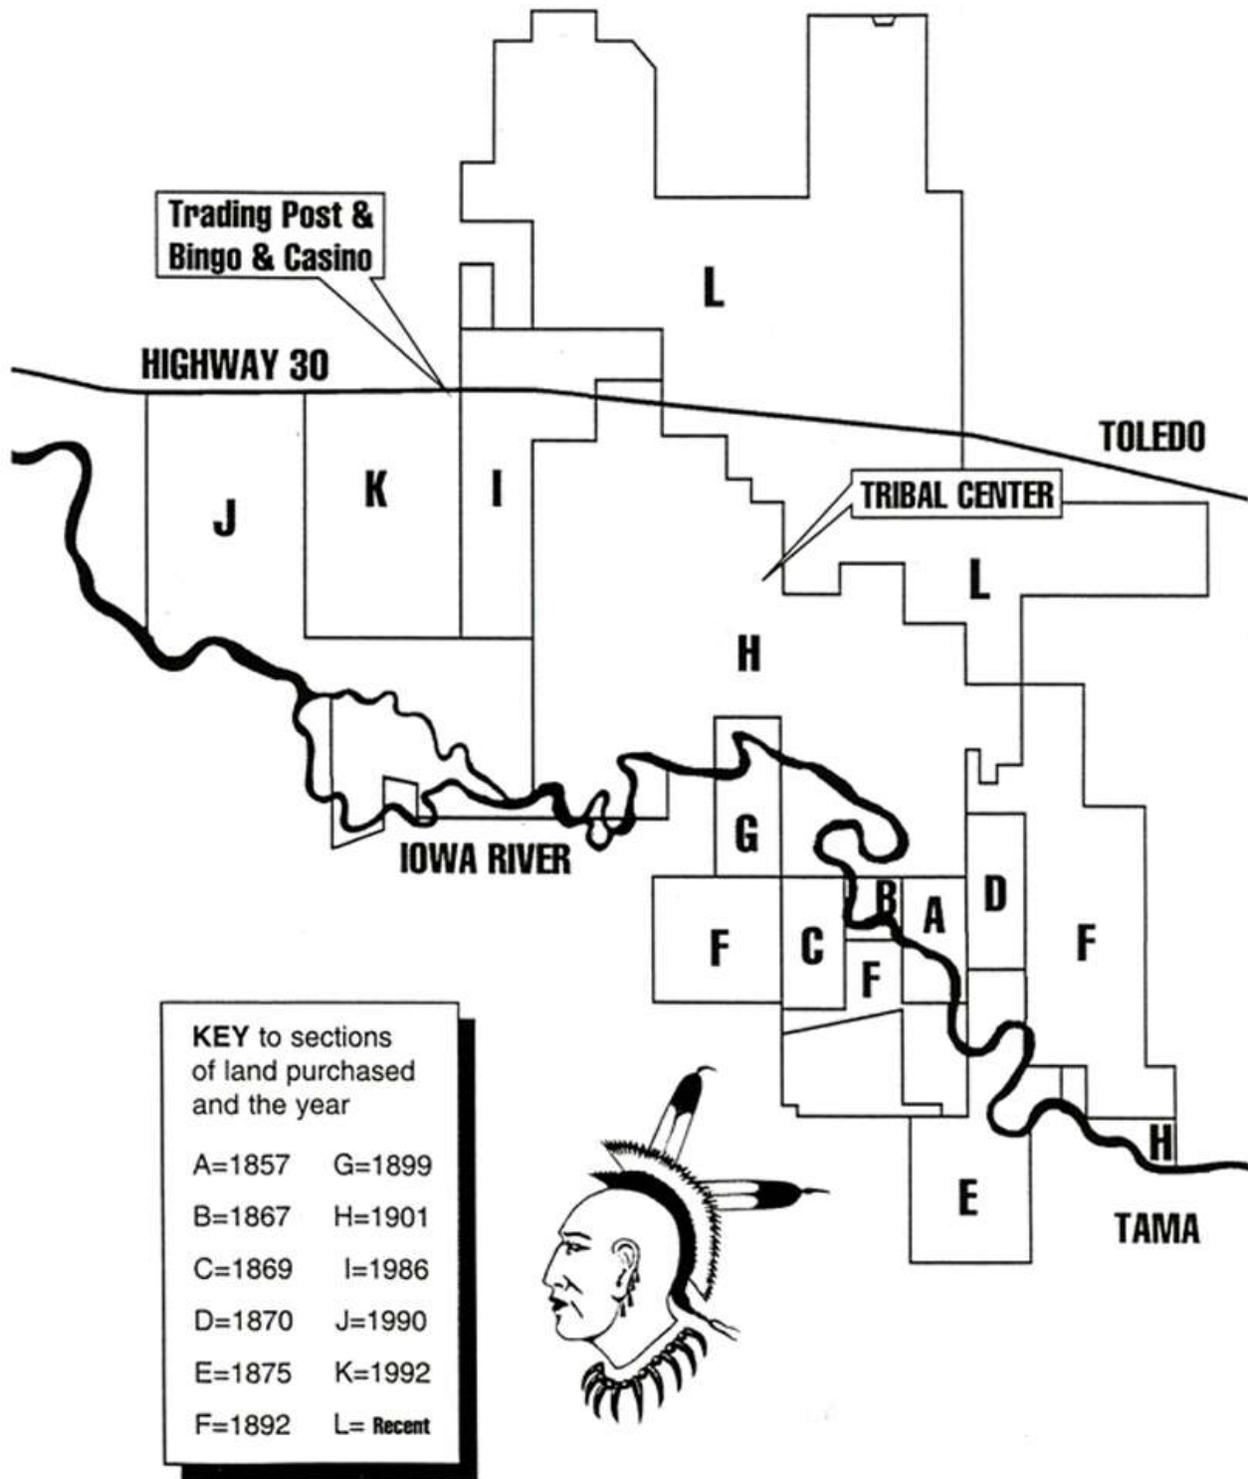 Trading Post &
Bingo & Casino
L
HIGHWAY 30
TOLEDO
K
I
TRIBAL CENTER
J
L
H
G
IOWA RIVER
B
A
D
F
C
F
F
H
E
TAMA
KEY to sections
of land purchased
and the year
A=1857 G=1899
B=1867 H=1901
C=1869 I=1986
D=1870 J=1990
E=1875 K=1992
F=1892 L= Recent